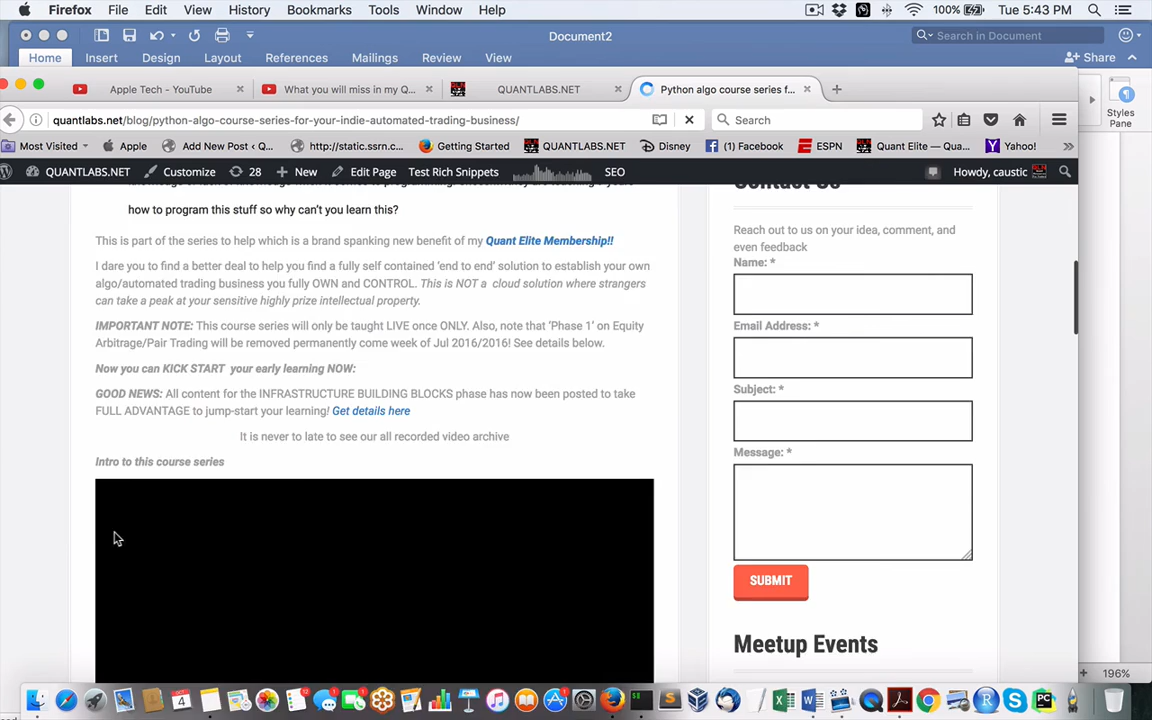 Firefox File Edit View History Bookmarks Tools Window Help 100% Tue 5:43 PM
Document2 Search in Document
Home Insert Design Layout References Mailings Review View Share
Apple Tech - YouTube What you will miss in my Q... QUANTLABS.NET Python algo course series f...
Styles
Pane
quantlabs.net/blog/python-algo-course-series-for-your-indie-automated-trading-business/ Search
Most Visited Apple Add New Post ‹ Q... http://static.ssrn.c... Getting Started QUANTLABS.NET Disney (1) Facebook ESPN Quant Elite — Qua... Yahoo!
QUANTLABS.NET Customize 28 New Edit Page Test Rich Snippets SEO Howdy, caustic
Contact Us
how to program this stuff so why can't you learn this?
This is part of the series to help which is a brand spanking new benefit of my Quant Elite Membership!!
I dare you to find a better deal to help you find a fully self contained 'end to end' solution to establish your own
algo/automated trading business you fully OWN and CONTROL. This is NOT a cloud solution where strangers
can take a peak at your sensitive highly prize intellectual property.
IMPORTANT NOTE: This course series will only be taught LIVE once ONLY. Also, note that 'Phase 1' on Equity
Arbitrage/Pair Trading will be removed permanently come week of Jul 2016/2016! See details below.
Now you can KICK START your early learning NOW:
GOOD NEWS: All content for the INFRASTRUCTURE BUILDING BLOCKS phase has now been posted to take
FULL ADVANTAGE to jump-start your learning! Get details here
It is never to late to see our all recorded video archive
Intro to this course series
Reach out to us on your idea, comment, and
even feedback
Name: *
Email Address: *
Subject: *
Message: *
SUBMIT
Meetup Events
196%